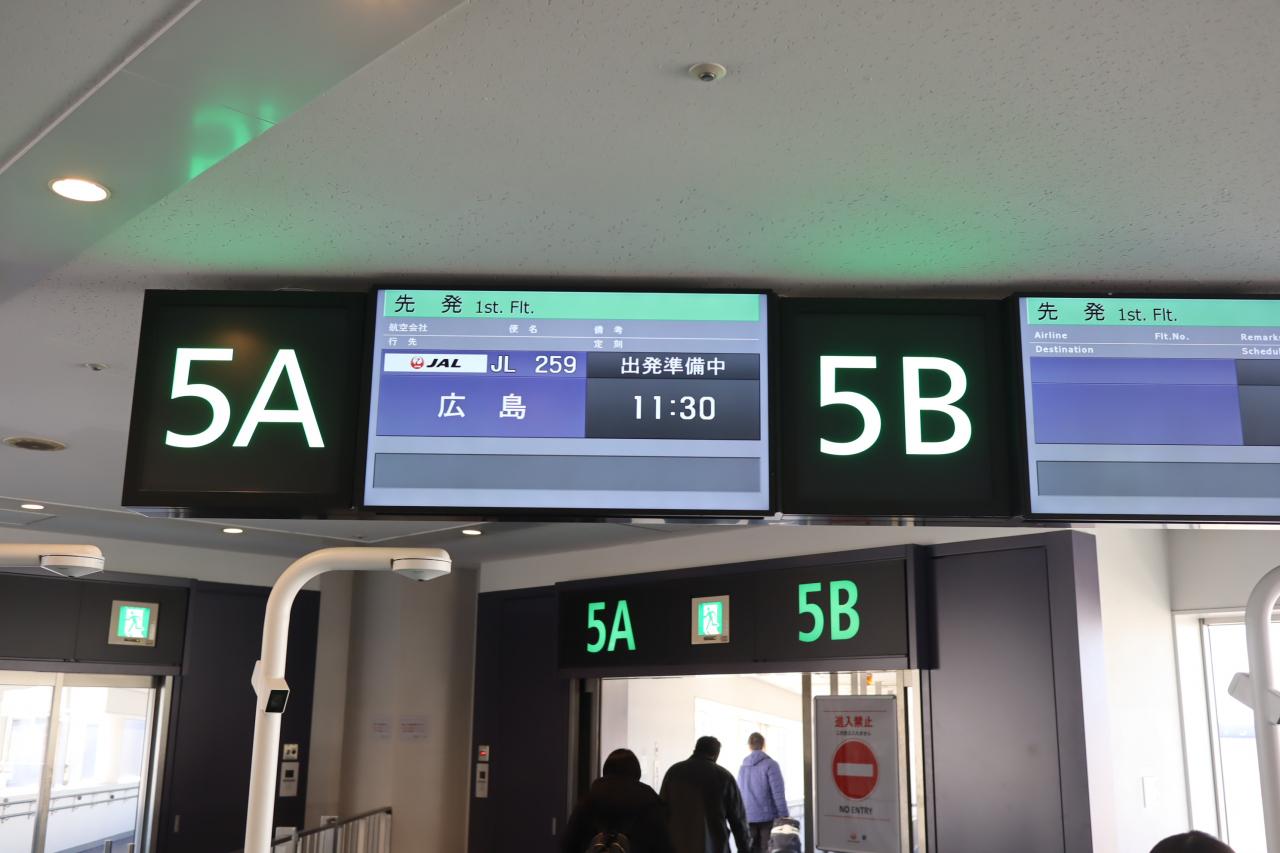 5A
先 発 1st. Flt.
航空会社 便 名 備 考
行 先 定 刻
JAL JL 259 出発準備中
広 島 11:30
5B
先 発 1st. Flt.
Airline Flt.No. Remark
Destination Schedu
5A 5B
進入禁止
NO ENTRY